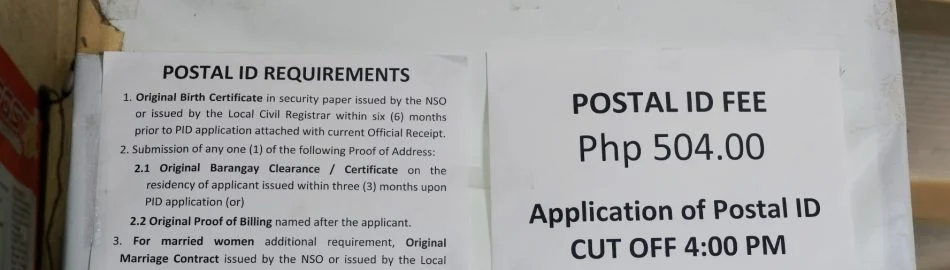 POSTAL ID REQUIREMENTS
1. Original Birth Certificate in security paper issued by the NSO
or issued by the Local Civil Registrar within six (6) months
prior to PID application attached with current Official Receipt.
2. Submission of any one (1) of the following Proof of Address:
2.1 Original Barangay Clearance / Certificate on the
residency of applicant issued within three (3) months upon
PID application (or)
2.2 Original Proof of Billing named after the applicant.
3. For married women additional requirement, Original
Marriage Contract issued by the NSO or issued by the Local
POSTAL ID FEE
Php 504.00
Application of Postal ID
CUT OFF 4:00 PM